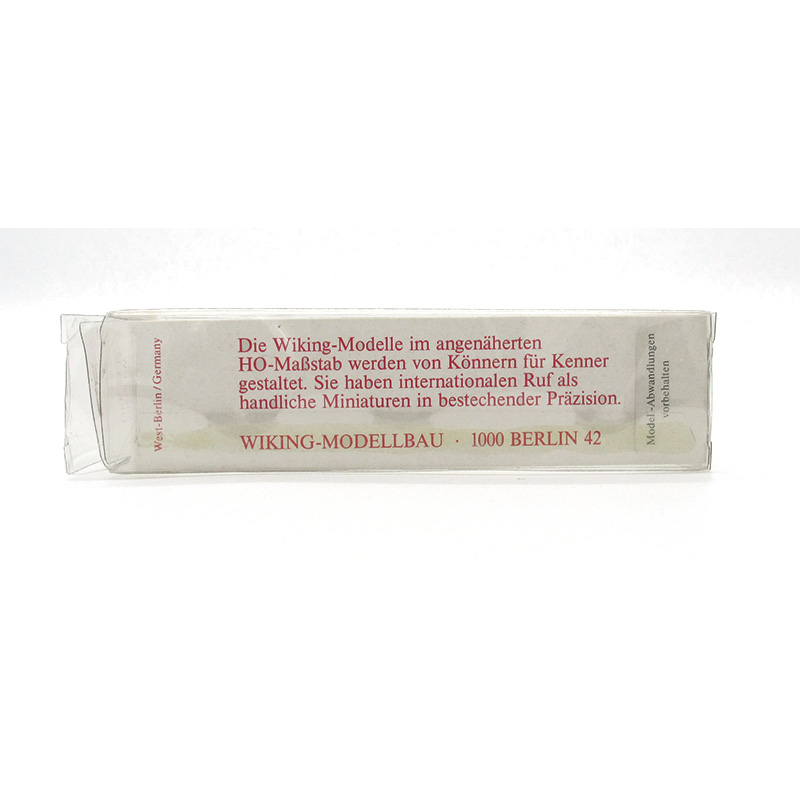 West-Berlin/Germany
Die Wiking-Modelle im angenäherten
HO-Maßstab werden von Könnern für Kenner
gestaltet. Sie haben internationalen Ruf als
handliche Miniaturen in bestechender Präzision.
WIKING-MODELLBAU · 1000 BERLIN 42
Model-Abwandlungen
vorbehalten